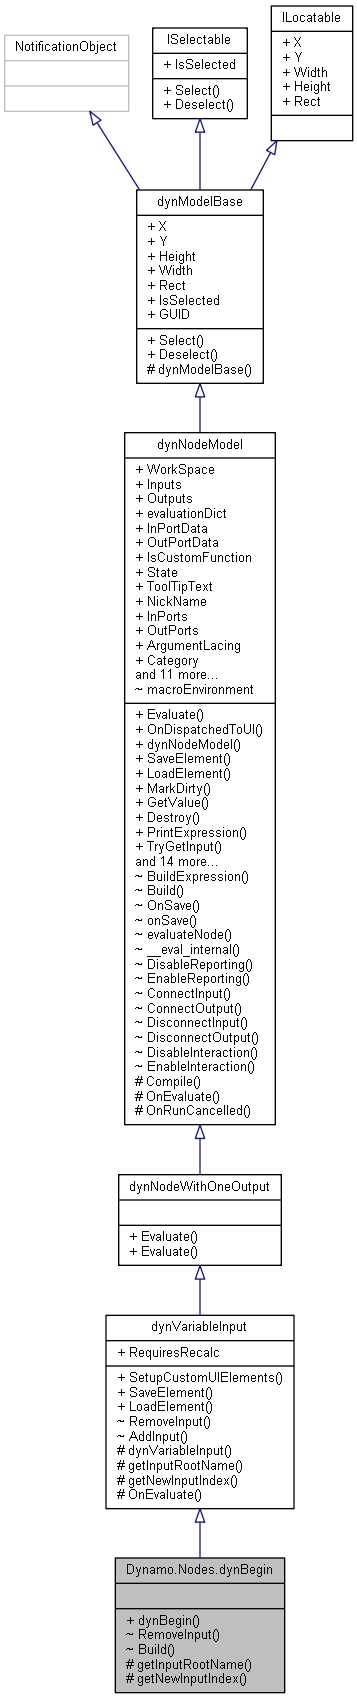 NotificationObject
ISelectable
+ IsSelected
+ Select()
+ Deselect()
ILocatable
+ X
+ Y
+ Width
+ Height
+ Rect
dynModelBase
+ X
+ Y
+ Height
+ Width
+ Rect
+ IsSelected
+ GUID
+ Select()
+ Deselect()
# dynModelBase()
dynNodeModel
+ WorkSpace
+ Inputs
+ Outputs
+ evaluationDict
+ InPortData
+ OutPortData
+ IsCustomFunction
+ State
+ ToolTipText
+ NickName
+ InPorts
+ OutPorts
+ ArgumentLacing
+ Category
and 11 more...
~ macroEnvironment
+ Evaluate()
+ OnDispatchedToUI()
+ dynNodeModel()
+ SaveElement()
+ LoadElement()
+ MarkDirty()
+ GetValue()
+ Destroy()
+ PrintExpression()
+ TryGetInput()
and 14 more...
~ BuildExpression()
~ Build()
~ OnSave()
~ onSave()
~ evaluateNode()
~ __eval_internal()
~ DisableReporting()
~ EnableReporting()
~ ConnectInput()
~ ConnectOutput()
~ DisconnectInput()
~ DisconnectOutput()
~ DisableInteraction()
~ EnableInteraction()
# Compile()
# OnEvaluate()
# OnRunCancelled()
dynNodeWithOneOutput
+ Evaluate()
+ Evaluate()
dynVariableInput
+ RequiresRecalc
+ SetupCustomUIElements()
+ SaveElement()
+ LoadElement()
~ RemoveInput()
~ AddInput()
# dynVariableInput()
# getInputRootName()
# getNewInputIndex()
# OnEvaluate()
Dynamo.Nodes.dynBegin
+ dynBegin()
~ RemoveInput()
~ Build()
# getInputRootName()
# getNewInputIndex()